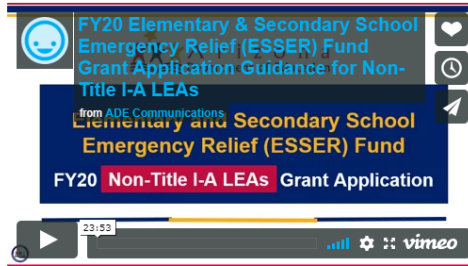 FY20 Elementary & Secondary School
Emergency Relief (ESSER) Fund
Grant Application Guidance for Non-
Title I-A LEAs
from ADE Communications
Elementary and Secondary School
Emergency Relief (ESSER) Fund
FY20 Non-Title I-A LEAs Grant Application
23:53
vimeo